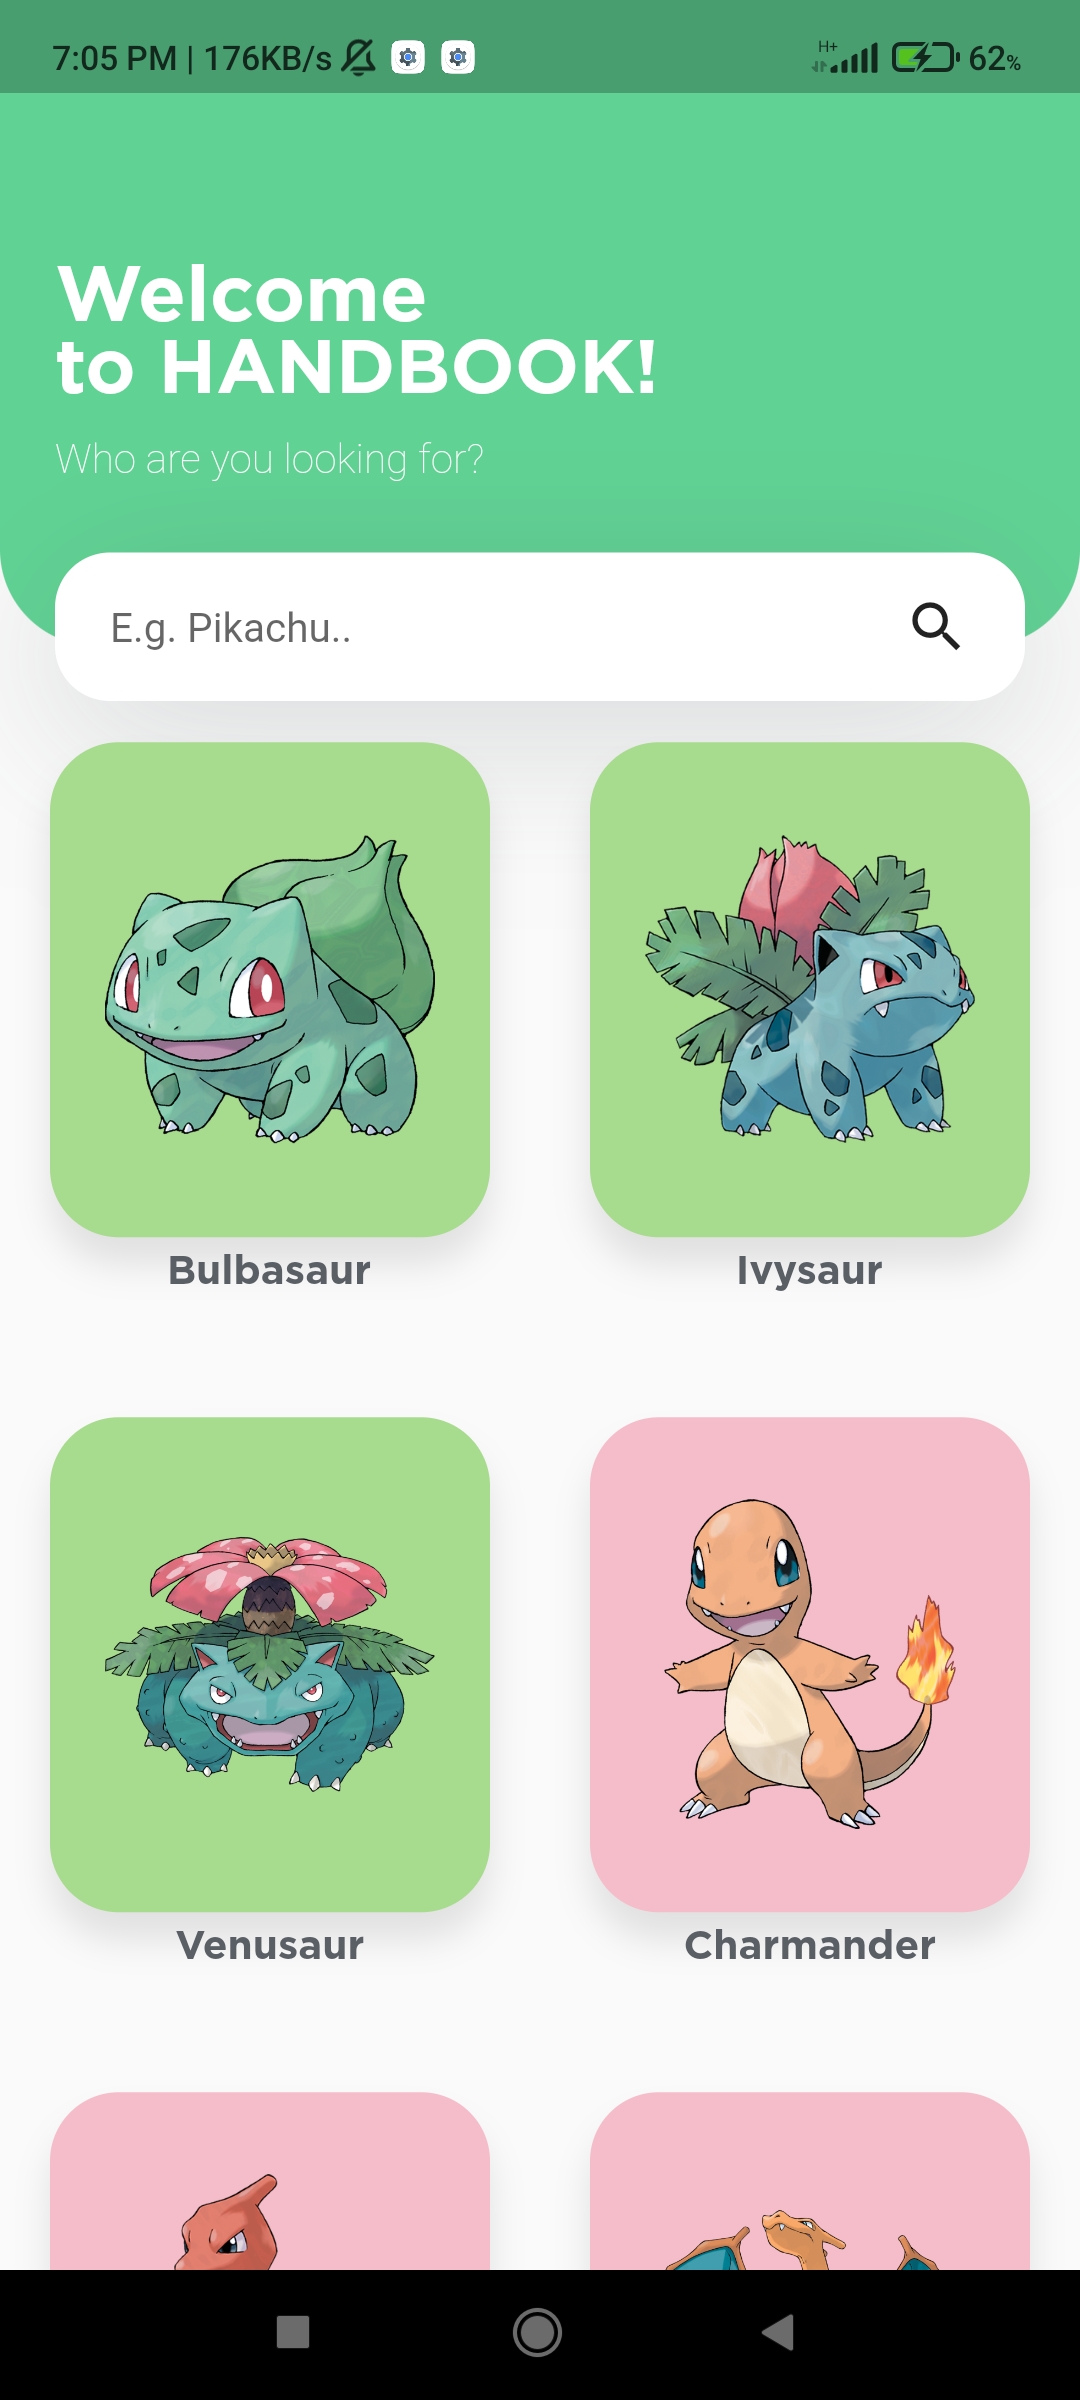 7:05 PM | 176KB/s
H+
62%
Welcome
to HANDBOOK!
Who are you looking for?
E.g. Pikachu..
Bulbasaur
Ivysaur
Venusaur
Charmander